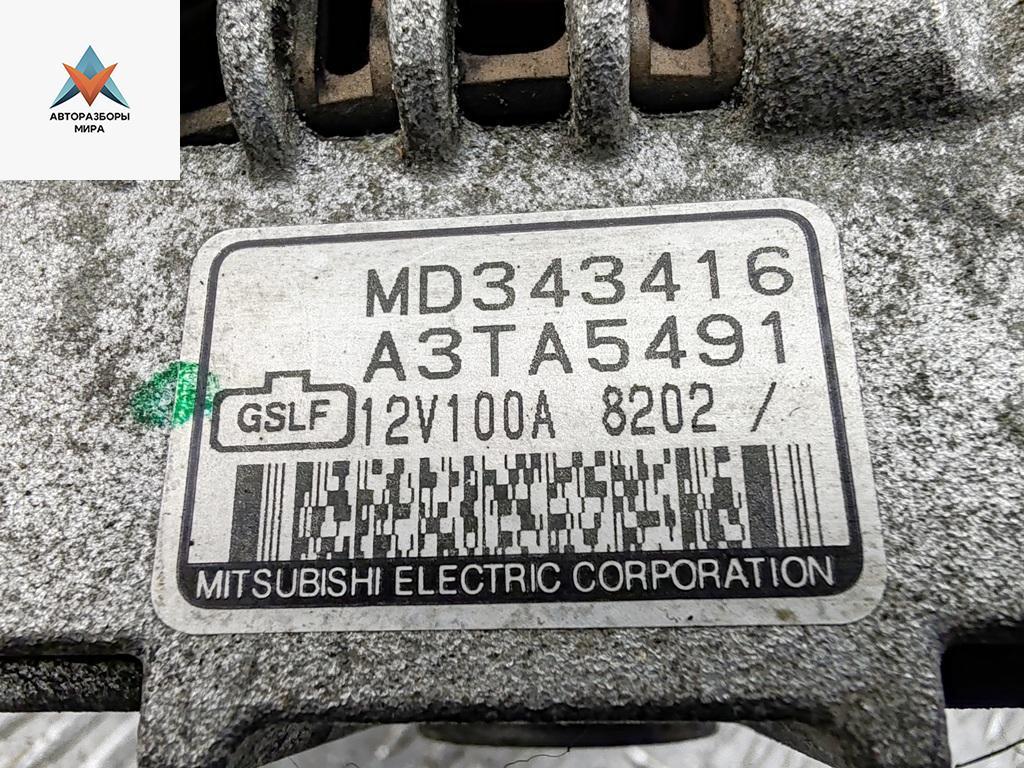 АВТОРАЗБОРЫ
МИРА
MD343416
A3TA5491
GSLF 12V100A 8202 /
MITSUBISHI ELECTRIC CORPORATION